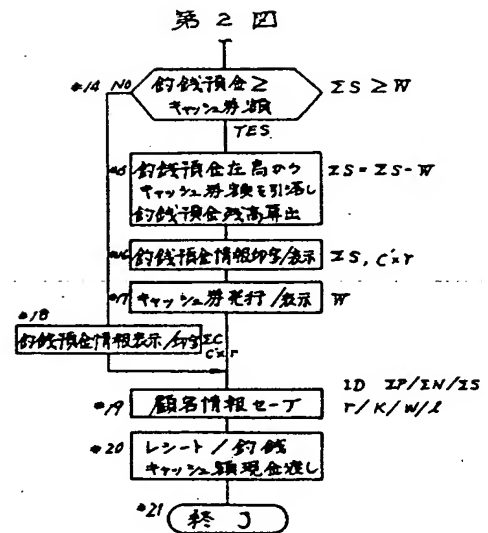 第2図
#14 NO 釣銭預金≧ ΣS ≥ W
キャッシュ券額
YES
釣銭預金在高から ΣS = ΣS - W
キャッシュ券額を引落し
釣銭預金残高算出
#16 釣銭預金情報印字/表示 ΣS, C'×r
#17 キャッシュ券発行/表示 W
#18
釣銭預金情報表示/印字 ΣC
C'×r
ID ΣP/ΣN/ΣS
#19 顧客情報セーブ r/K/W/l
#20 レシート/釣銭
キャッシュ額現金渡し
#21 終了